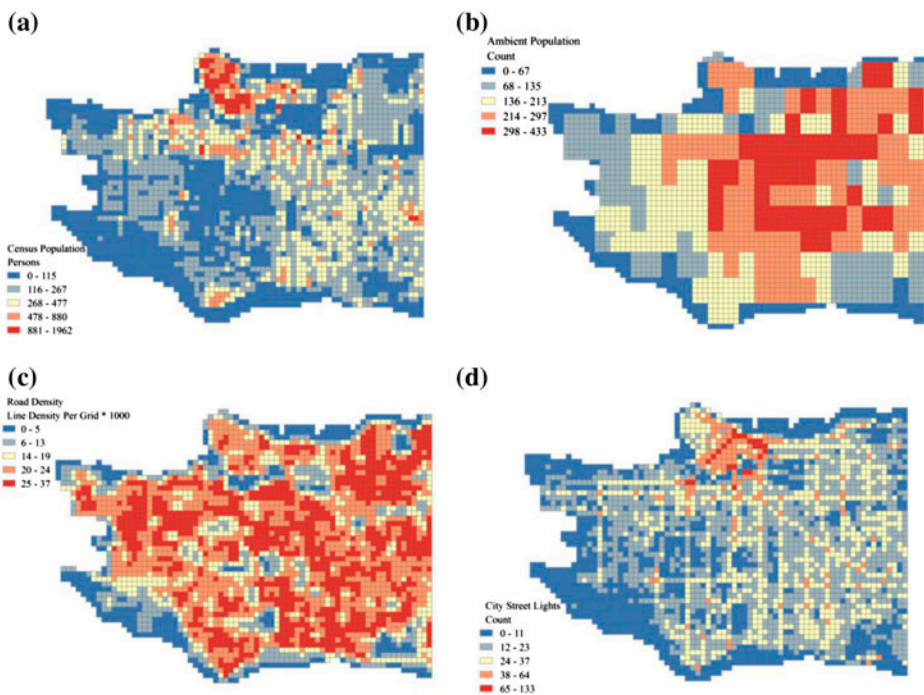 (a)
Census Population
Persons
0 - 115
116 - 267
268 - 477
478 - 880
881 - 1962
(b)
Ambient Population
Count
0 - 67
68 - 135
136 - 213
214 - 297
298 - 433
(c)
Road Density
Line Density Per Grid * 1000
0 - 5
6 - 13
14 - 19
20 - 24
25 - 37
(d)
City Street Lights
Count
0 - 11
12 - 23
24 - 37
38 - 64
65 - 133